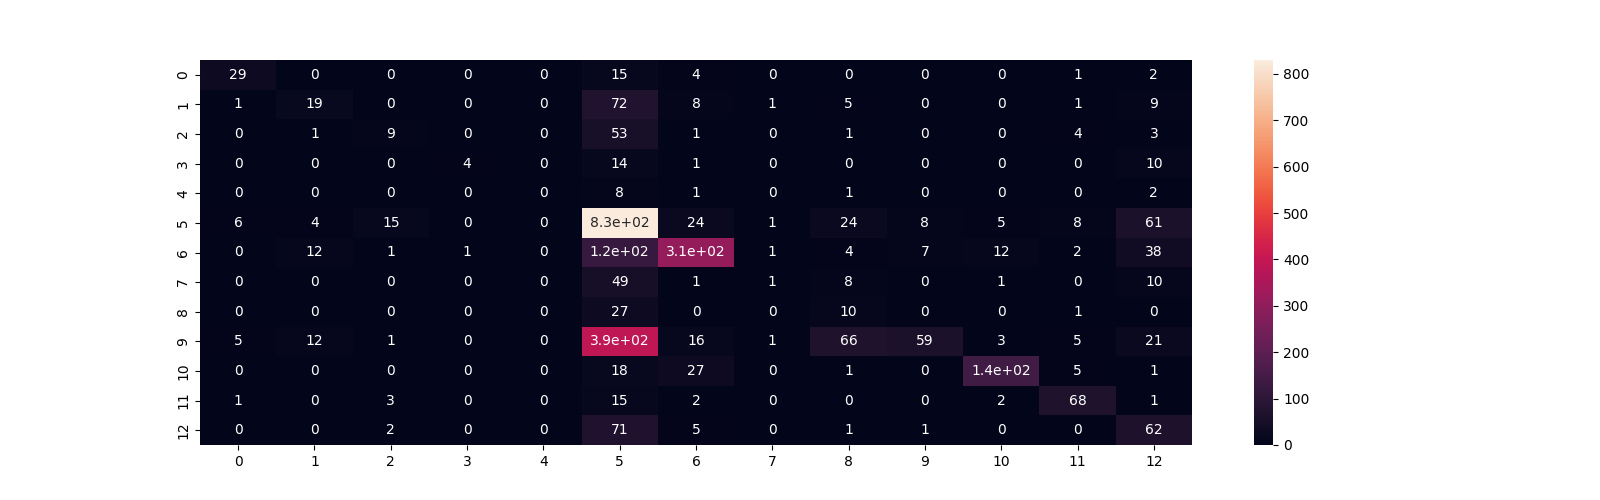 0 29 0 0 0 0 15 4 0 0 0 0 1 2
1 1 19 0 0 0 72 8 1 5 0 0 1 9
2 0 1 9 0 0 53 1 0 1 0 0 4 3
3 0 0 0 4 0 14 1 0 0 0 0 0 10
4 0 0 0 0 0 8 1 0 1 0 0 0 2
5 6 4 15 0 0 8.3e+02 24 1 24 8 5 8 61
6 0 12 1 1 0 1.2e+02 3.1e+02 1 4 7 12 2 38
7 0 0 0 0 0 49 1 1 8 0 1 0 10
8 0 0 0 0 0 27 0 0 10 0 0 1 0
9 5 12 1 0 0 3.9e+02 16 1 66 59 3 5 21
10 0 0 0 0 0 18 27 0 1 0 1.4e+02 5 1
11 1 0 3 0 0 15 2 0 0 0 2 68 1
12 0 0 2 0 0 71 5 0 1 1 0 0 62
0 1 2 3 4 5 6 7 8 9 10 11 12
800
700
600
500
400
300
200
100
0